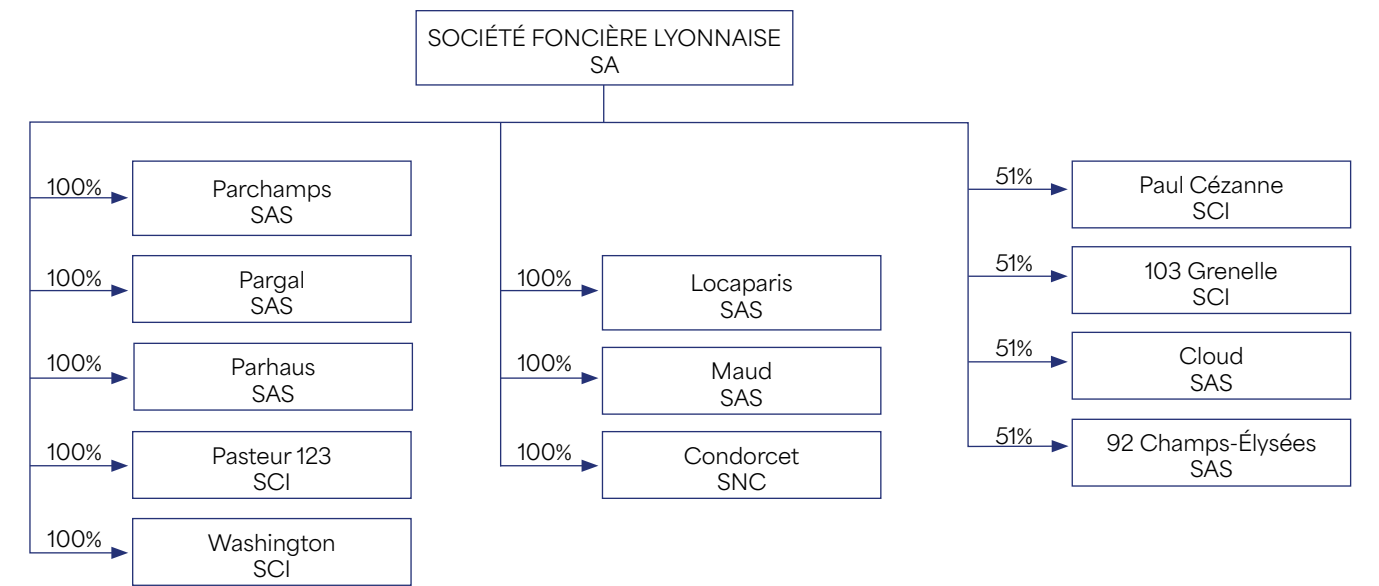 SOCIÉTÉ FONCIÈRE LYONNAISE
SA
100%
Parchamps
SAS
100%
Pargal
SAS
100%
Parhaus
SAS
100%
Pasteur 123
SCI
100%
Washington
SCI
100%
Locaparis
SAS
100%
Maud
SAS
100%
Condorcet
SNC
51%
Paul Cézanne
SCI
51%
103 Grenelle
SCI
51%
Cloud
SAS
51%
92 Champs-Élysées
SAS